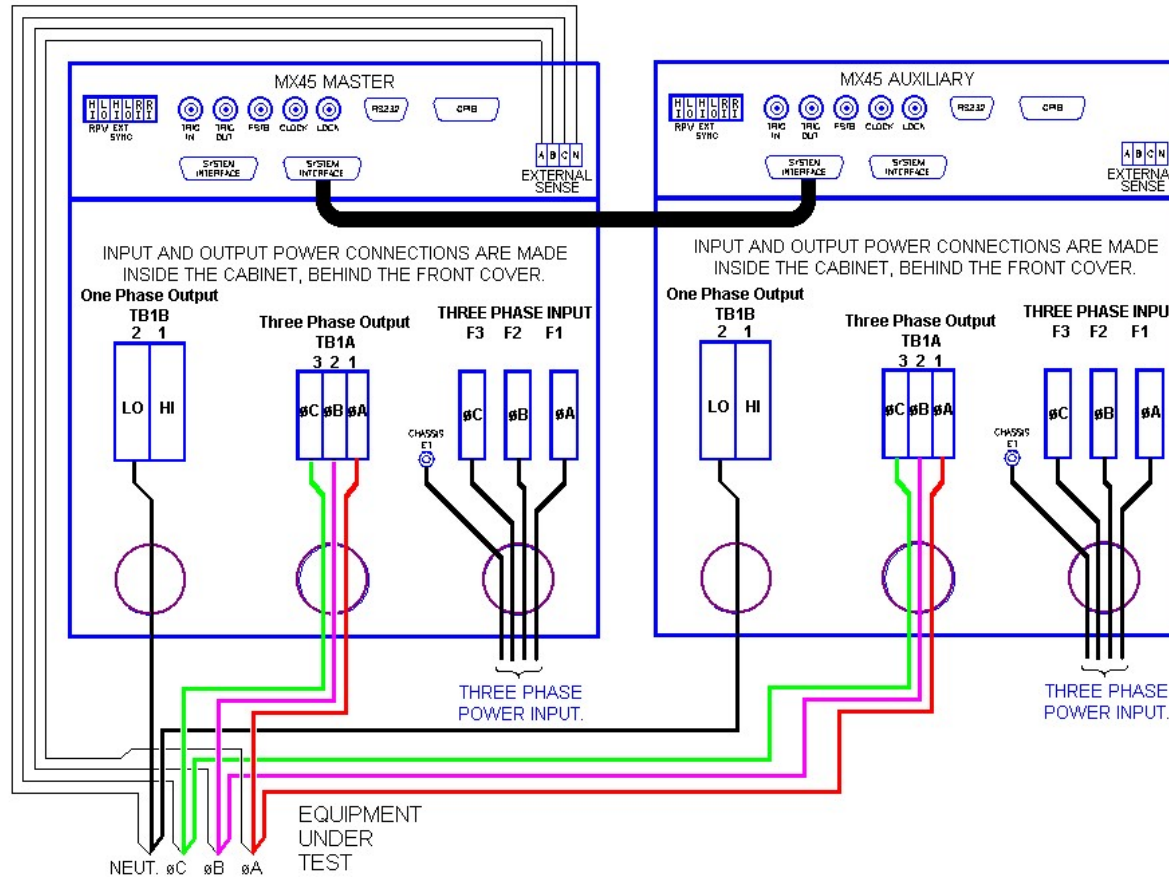 MX45 MASTER
H L H L R R
I O I O I I
RPV EXT
SYNC
TRIG
IN
TRIG
OUT
FSTB
CLOCK
LOCK
RS232
GPIB
SYSTEM
INTERFACE
SYSTEM
INTERFACE
A B C N
EXTERNAL
SENSE
INPUT AND OUTPUT POWER CONNECTIONS ARE MADE
INSIDE THE CABINET, BEHIND THE FRONT COVER.
One Phase Output
TB1B
2 1
LO HI
Three Phase Output
TB1A
3 2 1
øC øB øA
THREE PHASE INPUT
F3 F2 F1
øC øB øA
CHASSIS
E1
THREE PHASE
POWER INPUT.
MX45 AUXILIARY
H L H L R R
I O I O I I
RPV EXT
SYNC
TRIG
IN
TRIG
OUT
FSTB
CLOCK
LOCK
RS232
GPIB
SYSTEM
INTERFACE
SYSTEM
INTERFACE
A B C N
EXTERNA
SENSE
INPUT AND OUTPUT POWER CONNECTIONS ARE MADE
INSIDE THE CABINET, BEHIND THE FRONT COVER.
One Phase Output
TB1B
2 1
LO HI
Three Phase Output
TB1A
3 2 1
øC øB øA
THREE PHASE INPU
F3 F2 F1
øC øB øA
CHASSIS
E1
THREE PHASE
POWER INPUT.
EQUIPMENT
UNDER
TEST
NEUT. øC øB øA